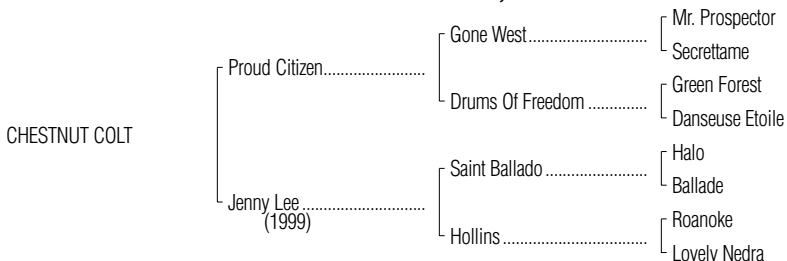 Mr. Prospector
Gone West
Secrettame
Proud Citizen
Green Forest
Drums Of Freedom
Danseuse Etoile
CHESTNUT COLT
Halo
Saint Ballado
Ballade
Jenny Lee
(1999)
Roanoke
Hollins
Lovely Nedra